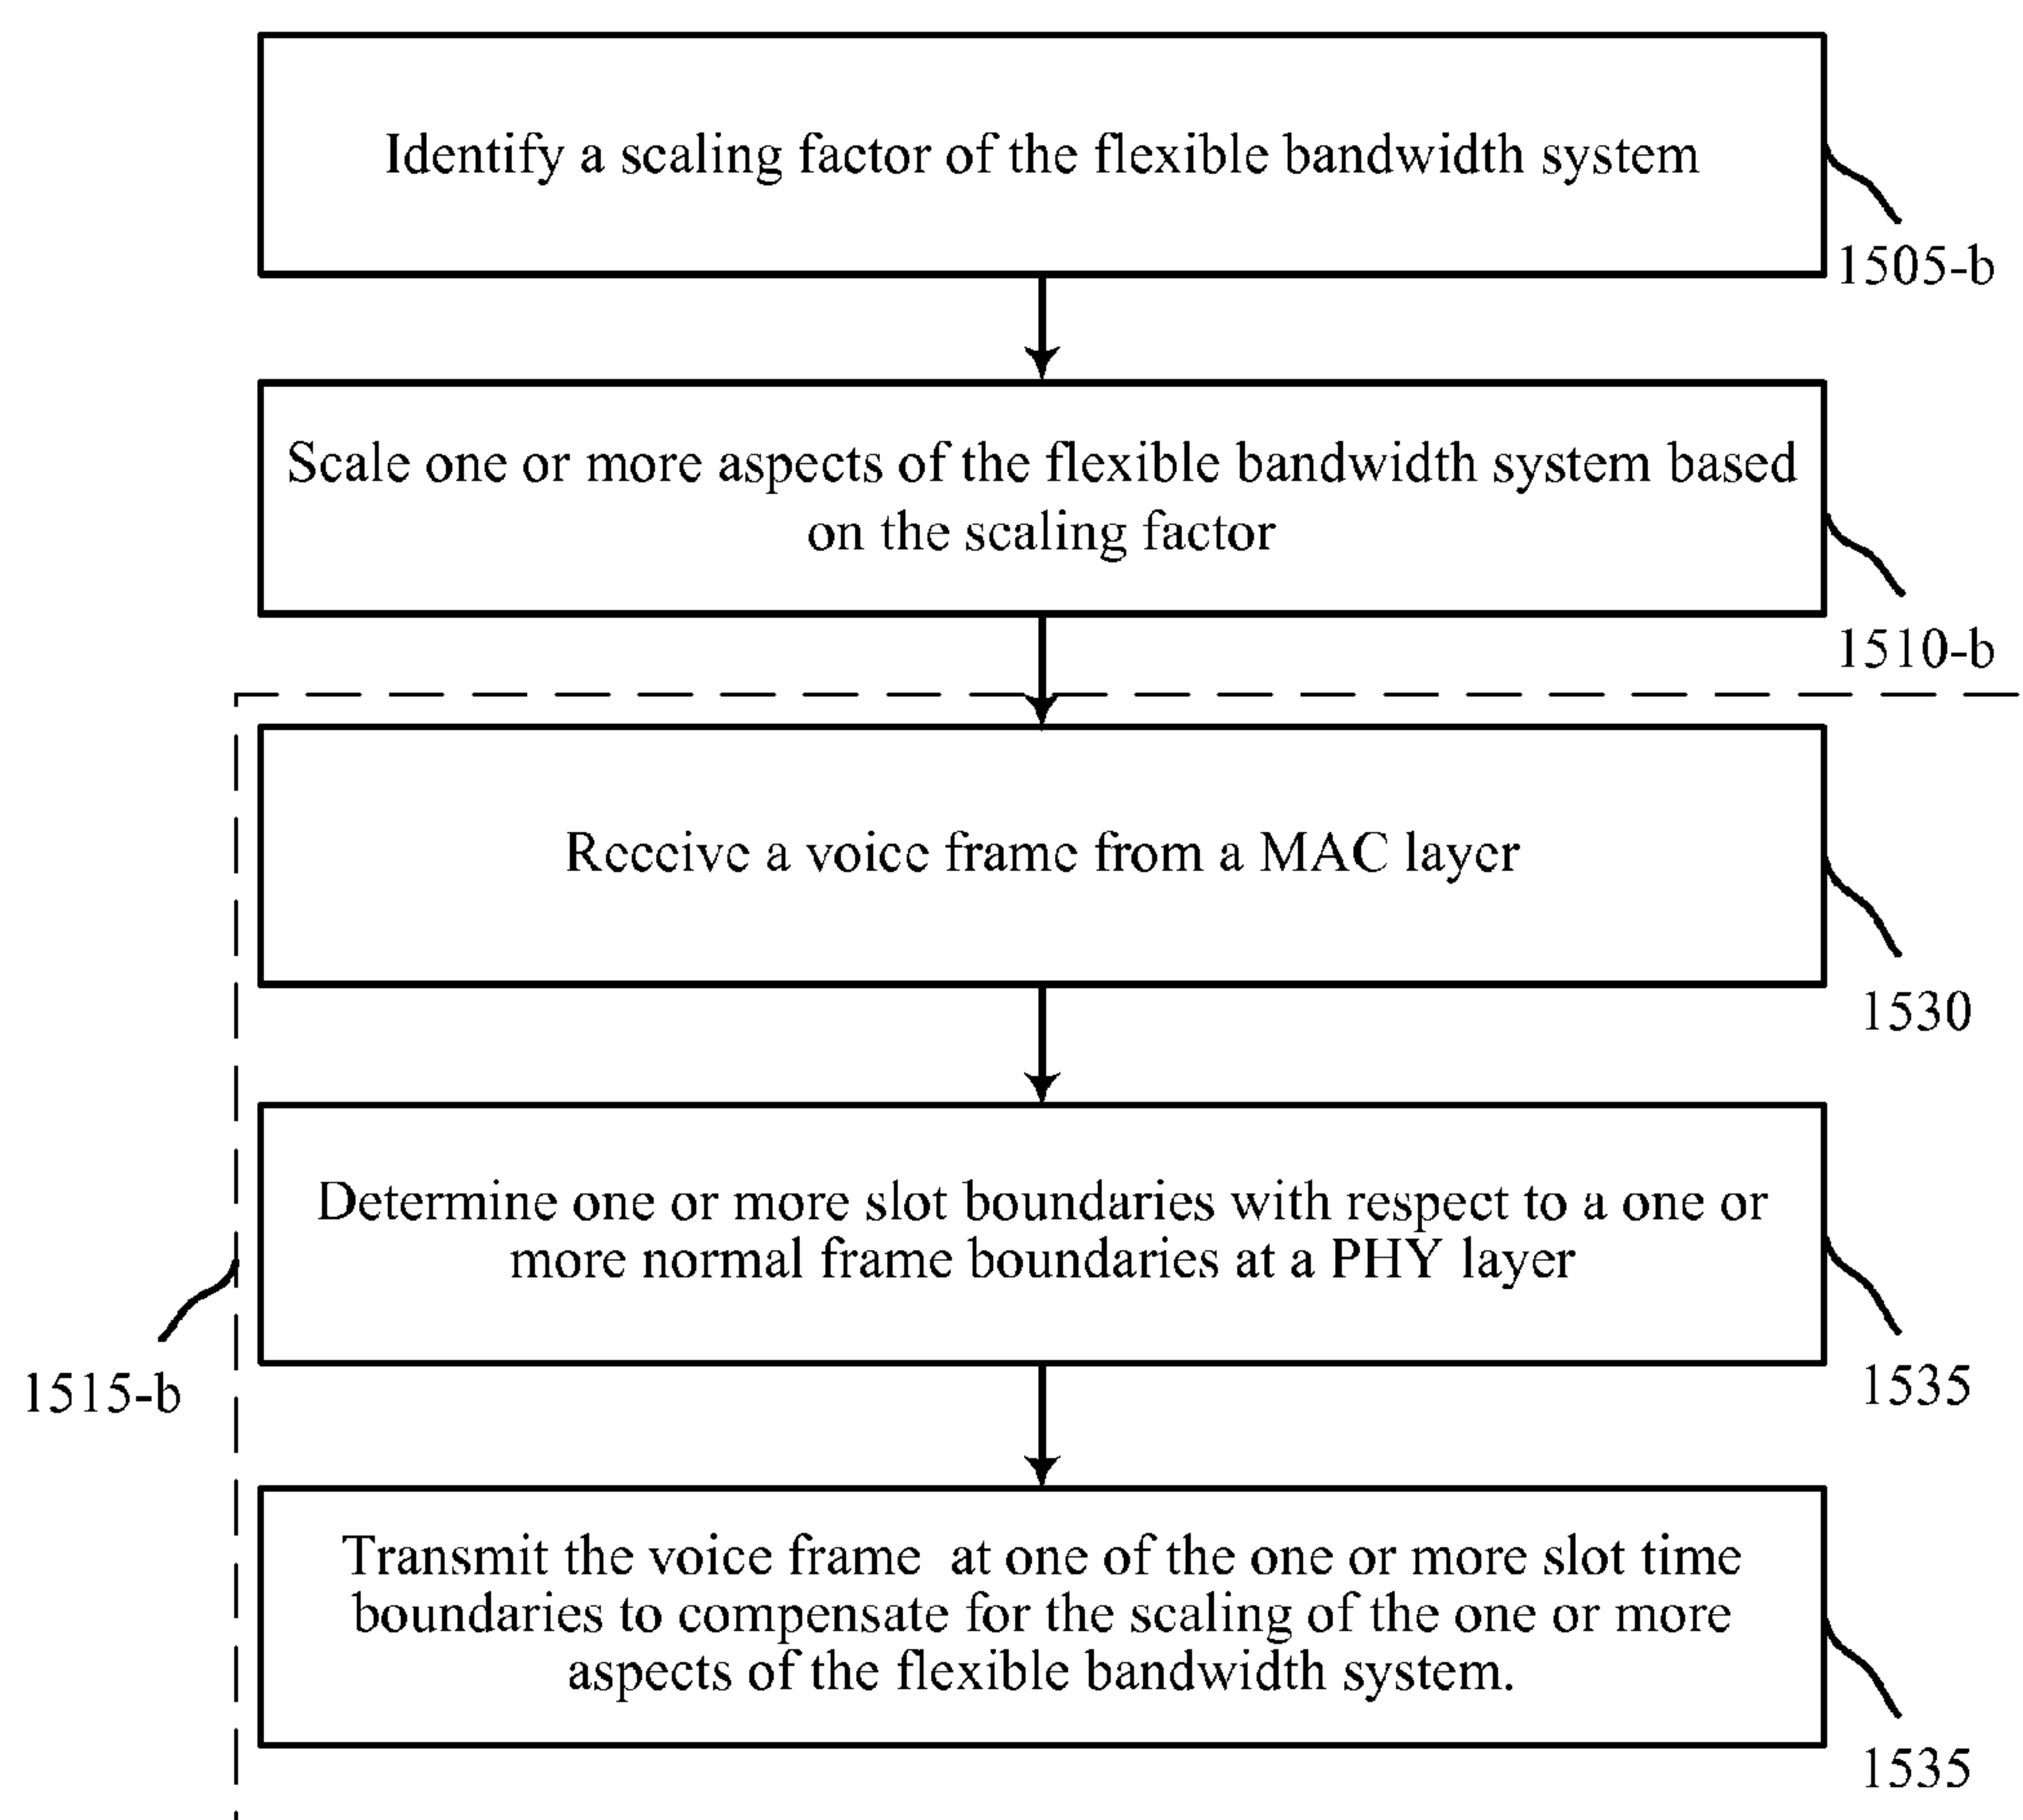 Identify a scaling factor of the flexible bandwidth system
1505-b
Scale one or more aspects of the flexible bandwidth system based
on the scaling factor
1510-b
Receive a voice frame from a MAC layer
1530
Determine one or more slot boundaries with respect to a one or
more normal frame boundaries at a PHY layer
1535
1515-b
Transmit the voice frame at one of the one or more slot time
boundaries to compensate for the scaling of the one or more
aspects of the flexible bandwidth system.
1535